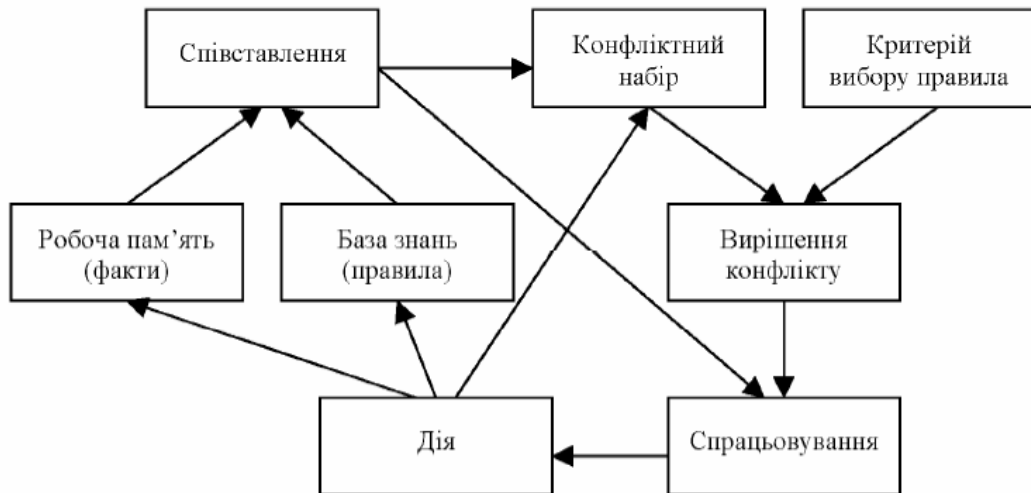 Співставлення
Конфліктний
набір
Критерій
вибору правила
Робоча пам’ять
(факти)
База знань
(правила)
Вирішення
конфлікту
Дія
Спрацьовування